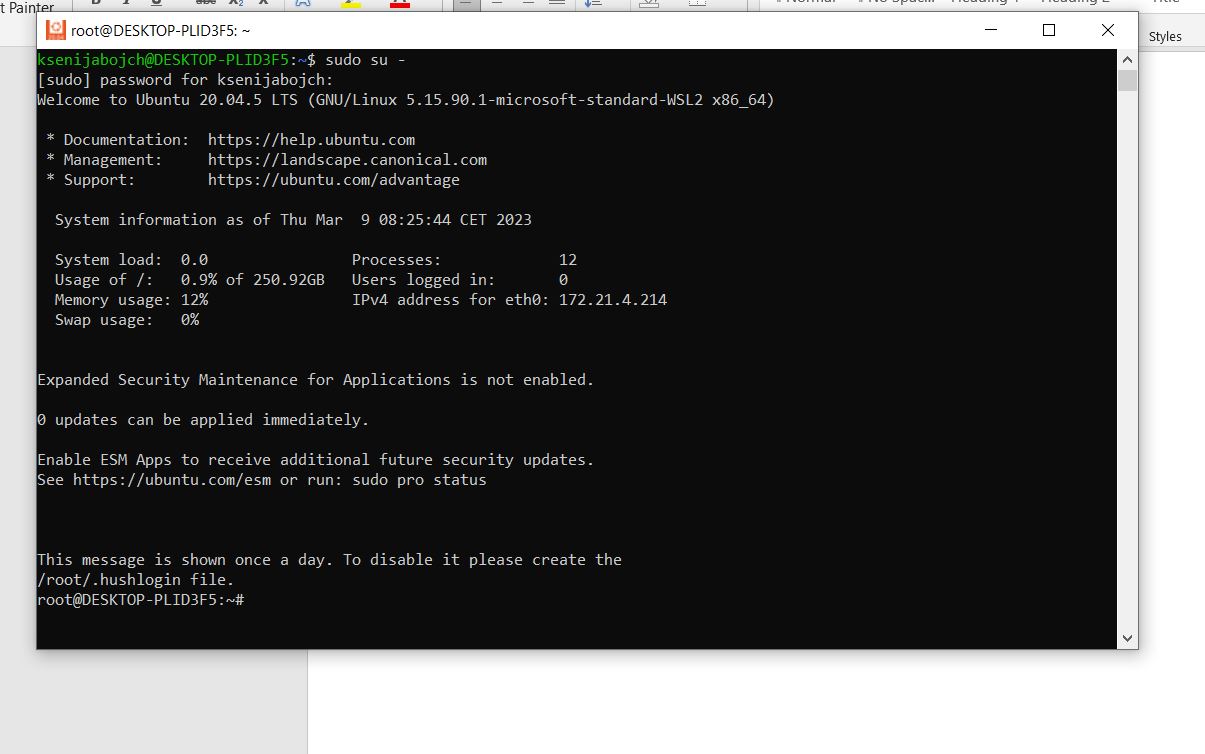 t Painter
Styles
root@DESKTOP-PLID3F5: ~
ksenijabojch@DESKTOP-PLID3F5:~$ sudo su -
[sudo] password for ksenijabojch:
Welcome to Ubuntu 20.04.5 LTS (GNU/Linux 5.15.90.1-microsoft-standard-WSL2 x86_64)
* Documentation:  https://help.ubuntu.com
* Management:     https://landscape.canonical.com
* Support:        https://ubuntu.com/advantage
System information as of Thu Mar  9 08:25:44 CET 2023
System load:  0.0                Processes:             12
Usage of /:   0.9% of 250.92GB   Users logged in:       0
Memory usage: 12%                IPv4 address for eth0: 172.21.4.214
Swap usage:   0%
Expanded Security Maintenance for Applications is not enabled.
0 updates can be applied immediately.
Enable ESM Apps to receive additional future security updates.
See https://ubuntu.com/esm or run: sudo pro status
This message is shown once a day. To disable it please create the
/root/.hushlogin file.
root@DESKTOP-PLID3F5:~#